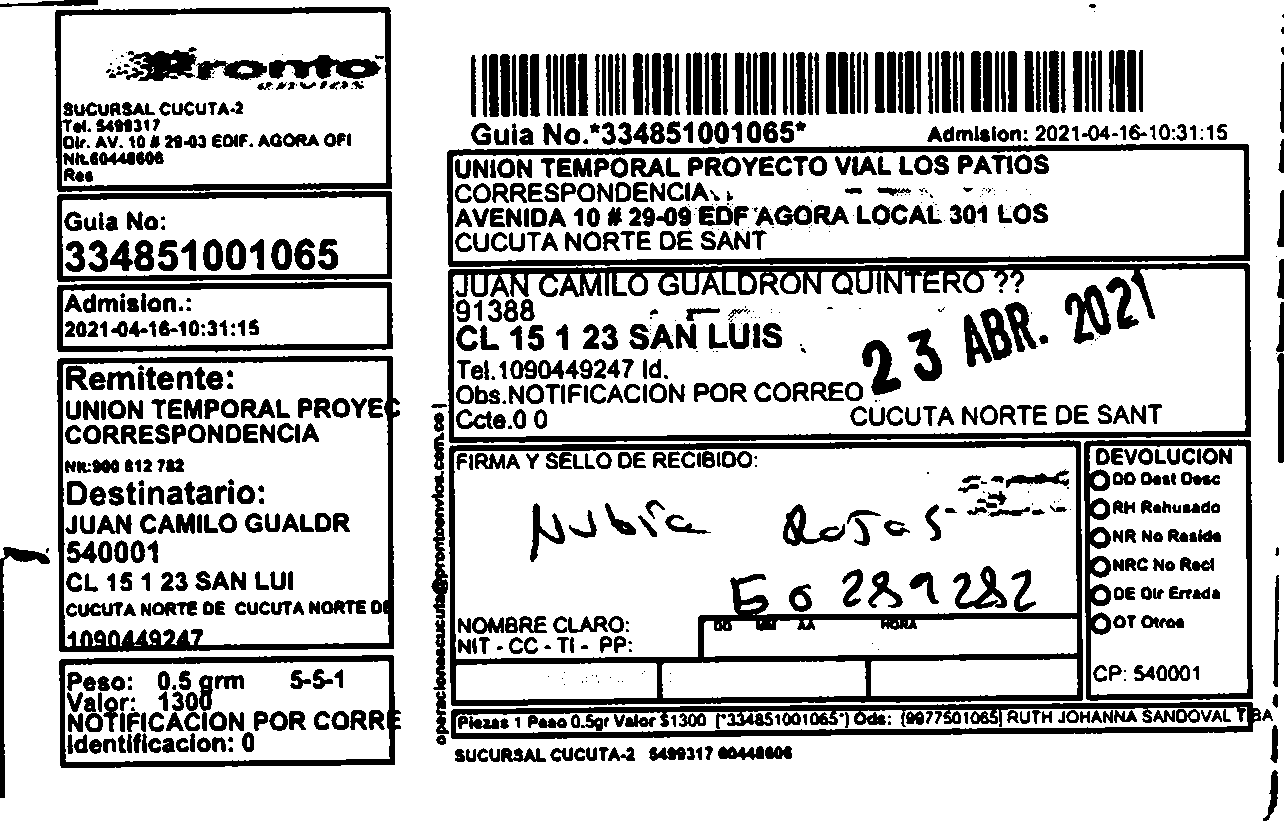 Pronto
envios
SUCURSAL CUCUTA-2
Tel. 5499317
Dir. AV. 10 # 29-03 EDIF. AGORA OFI
Nit.60448606
Res
Guia No:
334851001065
Admision.:
2021-04-16-10:31:15
Remitente:
UNION TEMPORAL PROYEC
CORRESPONDENCIA
Nit:900 812 782
Destinatario:
JUAN CAMILO GUALDR
540001
CL 15 1 23 SAN LUI
CUCUTA NORTE DE CUCUTA NORTE DE
1090449247
Peso: 0.5 grm 5-5-1
Valor: 1300
NOTIFICACION POR CORRE
Identificacion: 0
Guia No.*334851001065* Admision: 2021-04-16-10:31:15
UNION TEMPORAL PROYECTO VIAL LOS PATIOS
CORRESPONDENCIA
AVENIDA 10 # 29-09 EDF AGORA LOCAL 301 LOS
CUCUTA NORTE DE SANT
JUAN CAMILO GUALDRON QUINTERO ??
91388
CL 15 1 23 SAN LUIS
23 ABR. 2021
Tel.1090449247 Id.
Obs.NOTIFICACION POR CORREO
Ccte.0 0 CUCUTA NORTE DE SANT
operacionescucuta@prontoenvios.com.co
FIRMA Y SELLO DE RECIBIDO:
Nubia Rojas
60289282
NOMBRE CLARO:
DD MM AA HORA
NIT - CC - TI - PP:
DEVOLUCION
DD Dest Desc
RH Rehusado
NR No Reside
NRC No Recl
DE Dir Errada
OT Otros
CP: 540001
Piezas 1 Peso 0.5gr Valor $1300 (*334851001065*) Ods: (9977501065) RUTH JOHANNA SANDOVAL TIBA
SUCURSAL CUCUTA-2 5499317 60448606